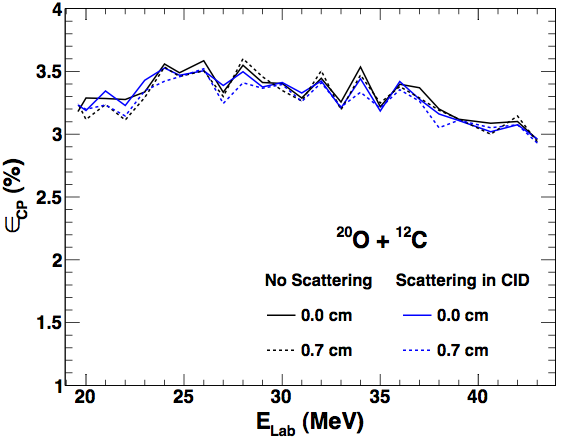 4
3.5
3
2.5
2
1.5
1
ϵCP (%)
20O + 12C
No Scattering Scattering in CID
0.0 cm 0.0 cm
0.7 cm 0.7 cm
20 25 30 35 40
ELab (MeV)